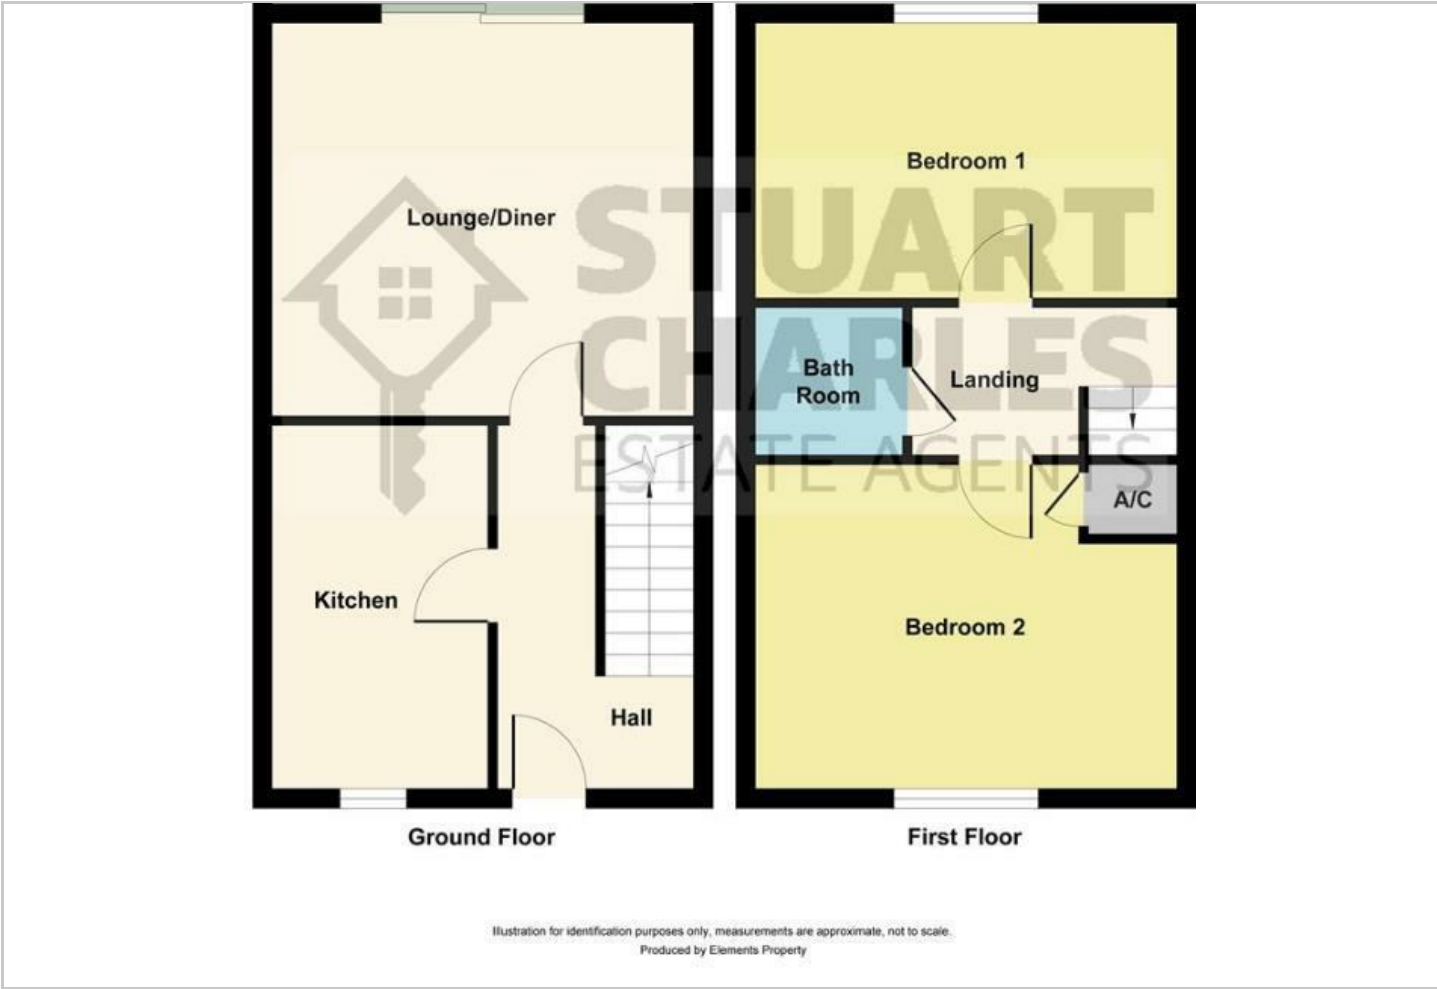 Lounge/Diner
Kitchen
Hall
Ground Floor
Bedroom 1
Bath
Room
Landing
A/C
Bedroom 2
First Floor
STUART
CHARLES
ESTATE AGENTS
Illustration for identification purposes only, measurements are approximate, not to scale.
Produced by Elements Property